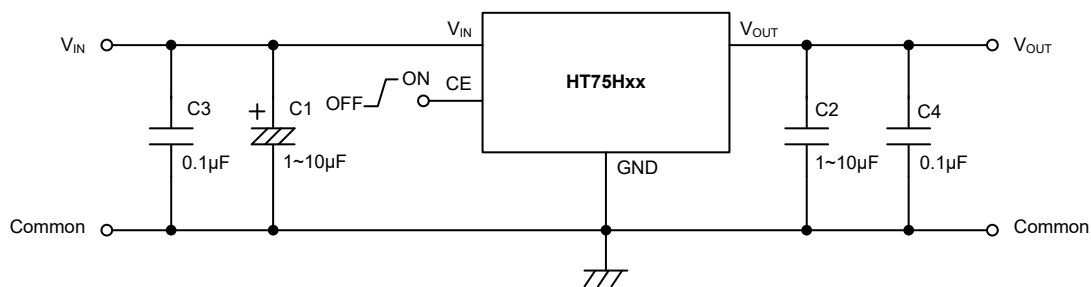 V_IN
V_IN
V_OUT
V_OUT
ON
CE
HT75Hxx
OFF
C3
C1
C2
C4
+
0.1µF
1~10µF
1~10µF
0.1µF
GND
Common
Common